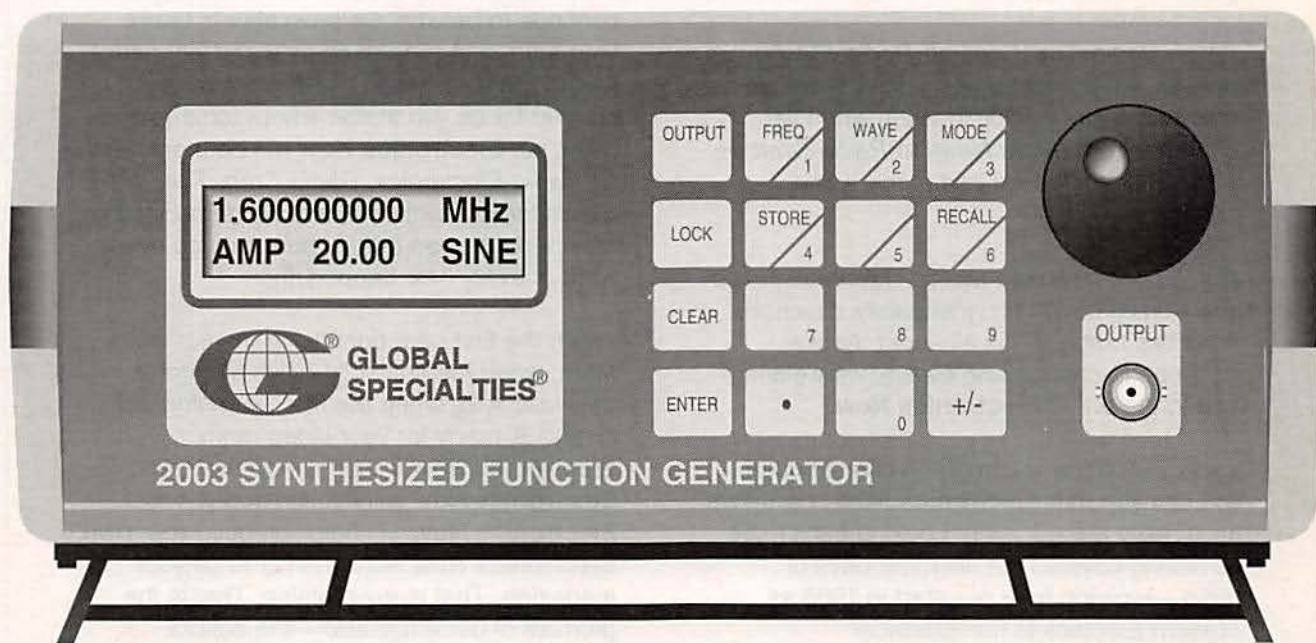 1.600000000 MHz
AMP 20.00 SINE
GLOBAL
SPECIALTIES®
®
2003 SYNTHESIZED FUNCTION GENERATOR
OUTPUT FREQ 1 WAVE 2 MODE 3
LOCK STORE 4 5 RECALL 6
CLEAR 7 8 9
ENTER • 0 +/-
OUTPUT